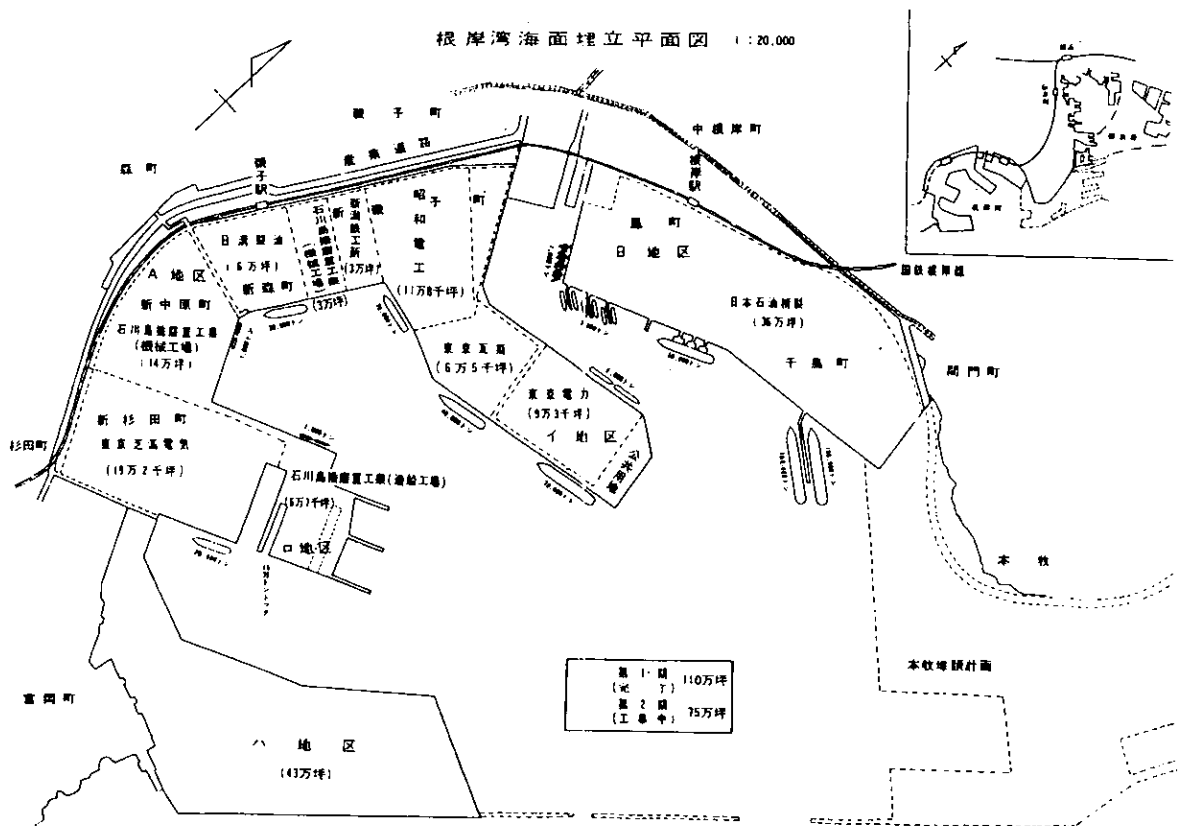 根岸湾海面埋立平面図 1:20,000
磯子町
森町
磯子駅
産業道路
中根岸町
根岸駅
国鉄根岸線
間門町
杉田町
富岡町
本牧
本牧埠頭計画
A地区
新中原町
石川島播磨重工業
(機械工場)
(14万坪)
日清製油
(6万坪)
新森町
石川島播磨重工業
(機械工場)
(3万坪)
新潟鉄工所
(3万坪)
新磯子町
昭和電工
(11万8千坪)
鳳町
B地区
日本石油精製
(36万坪)
千鳥町
東京瓦斯
(6万5千坪)
東京電力
(9万3千坪)
イ地区
公共用地
新杉田町
東京芝浦電気
(19万2千坪)
石川島播磨重工業(造船工場)
(6万7千坪)
ロ地区
ハ地区
(43万坪)
第1期
(完了)
110万坪
第2期
(工事中)
75万坪